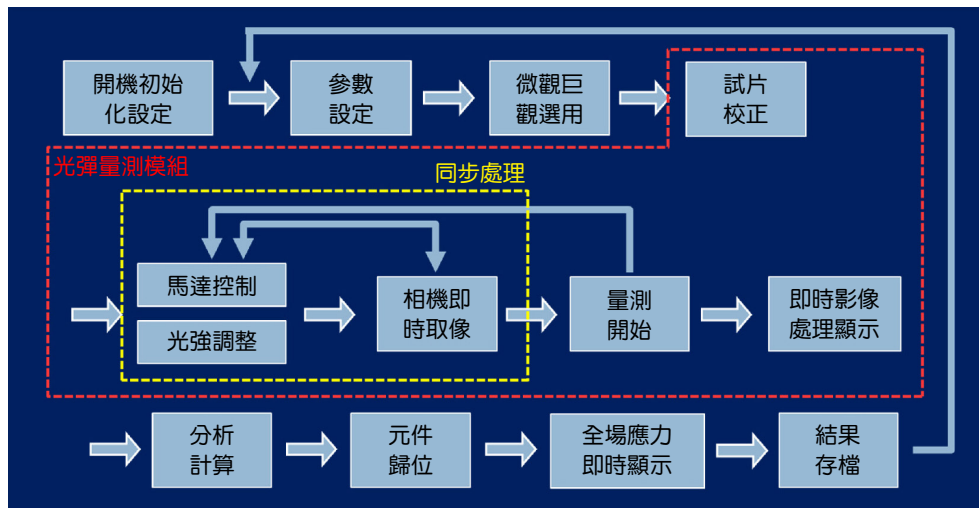 開機初始
化設定
參數
設定
微觀巨
觀選用
試片
校正
光彈量測模組
同步處理
馬達控制
光強調整
相機即
時取像
量測
開始
即時影像
處理顯示
分析
計算
元件
歸位
全場應力
即時顯示
結果
存檔